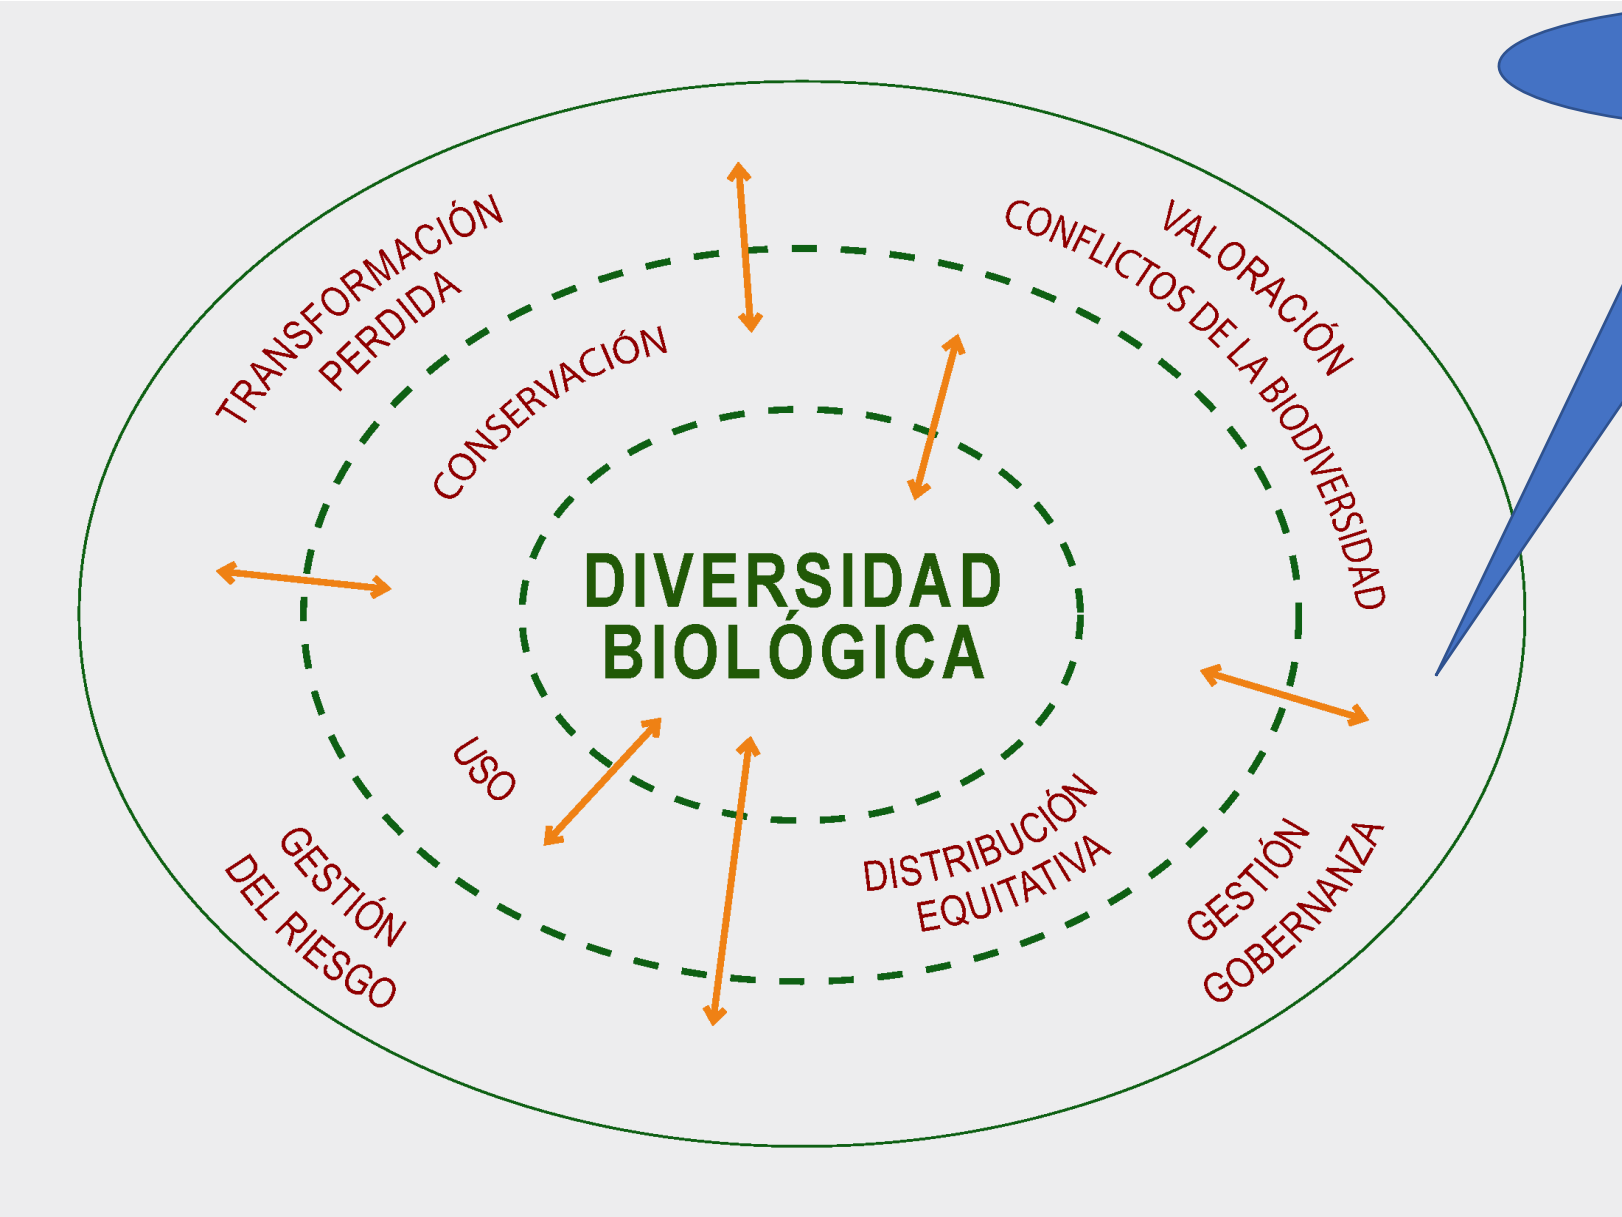 TRANSFORMACIÓN
PERDIDA
VALORACIÓN
CONFLICTOS DE LA BIODIVERSIDAD
CONSERVACIÓN
DIVERSIDAD
BIOLÓGICA
USO
DISTRIBUCIÓN
EQUITATIVA
GESTIÓN
DEL RIESGO
GESTIÓN
GOBERNANZA